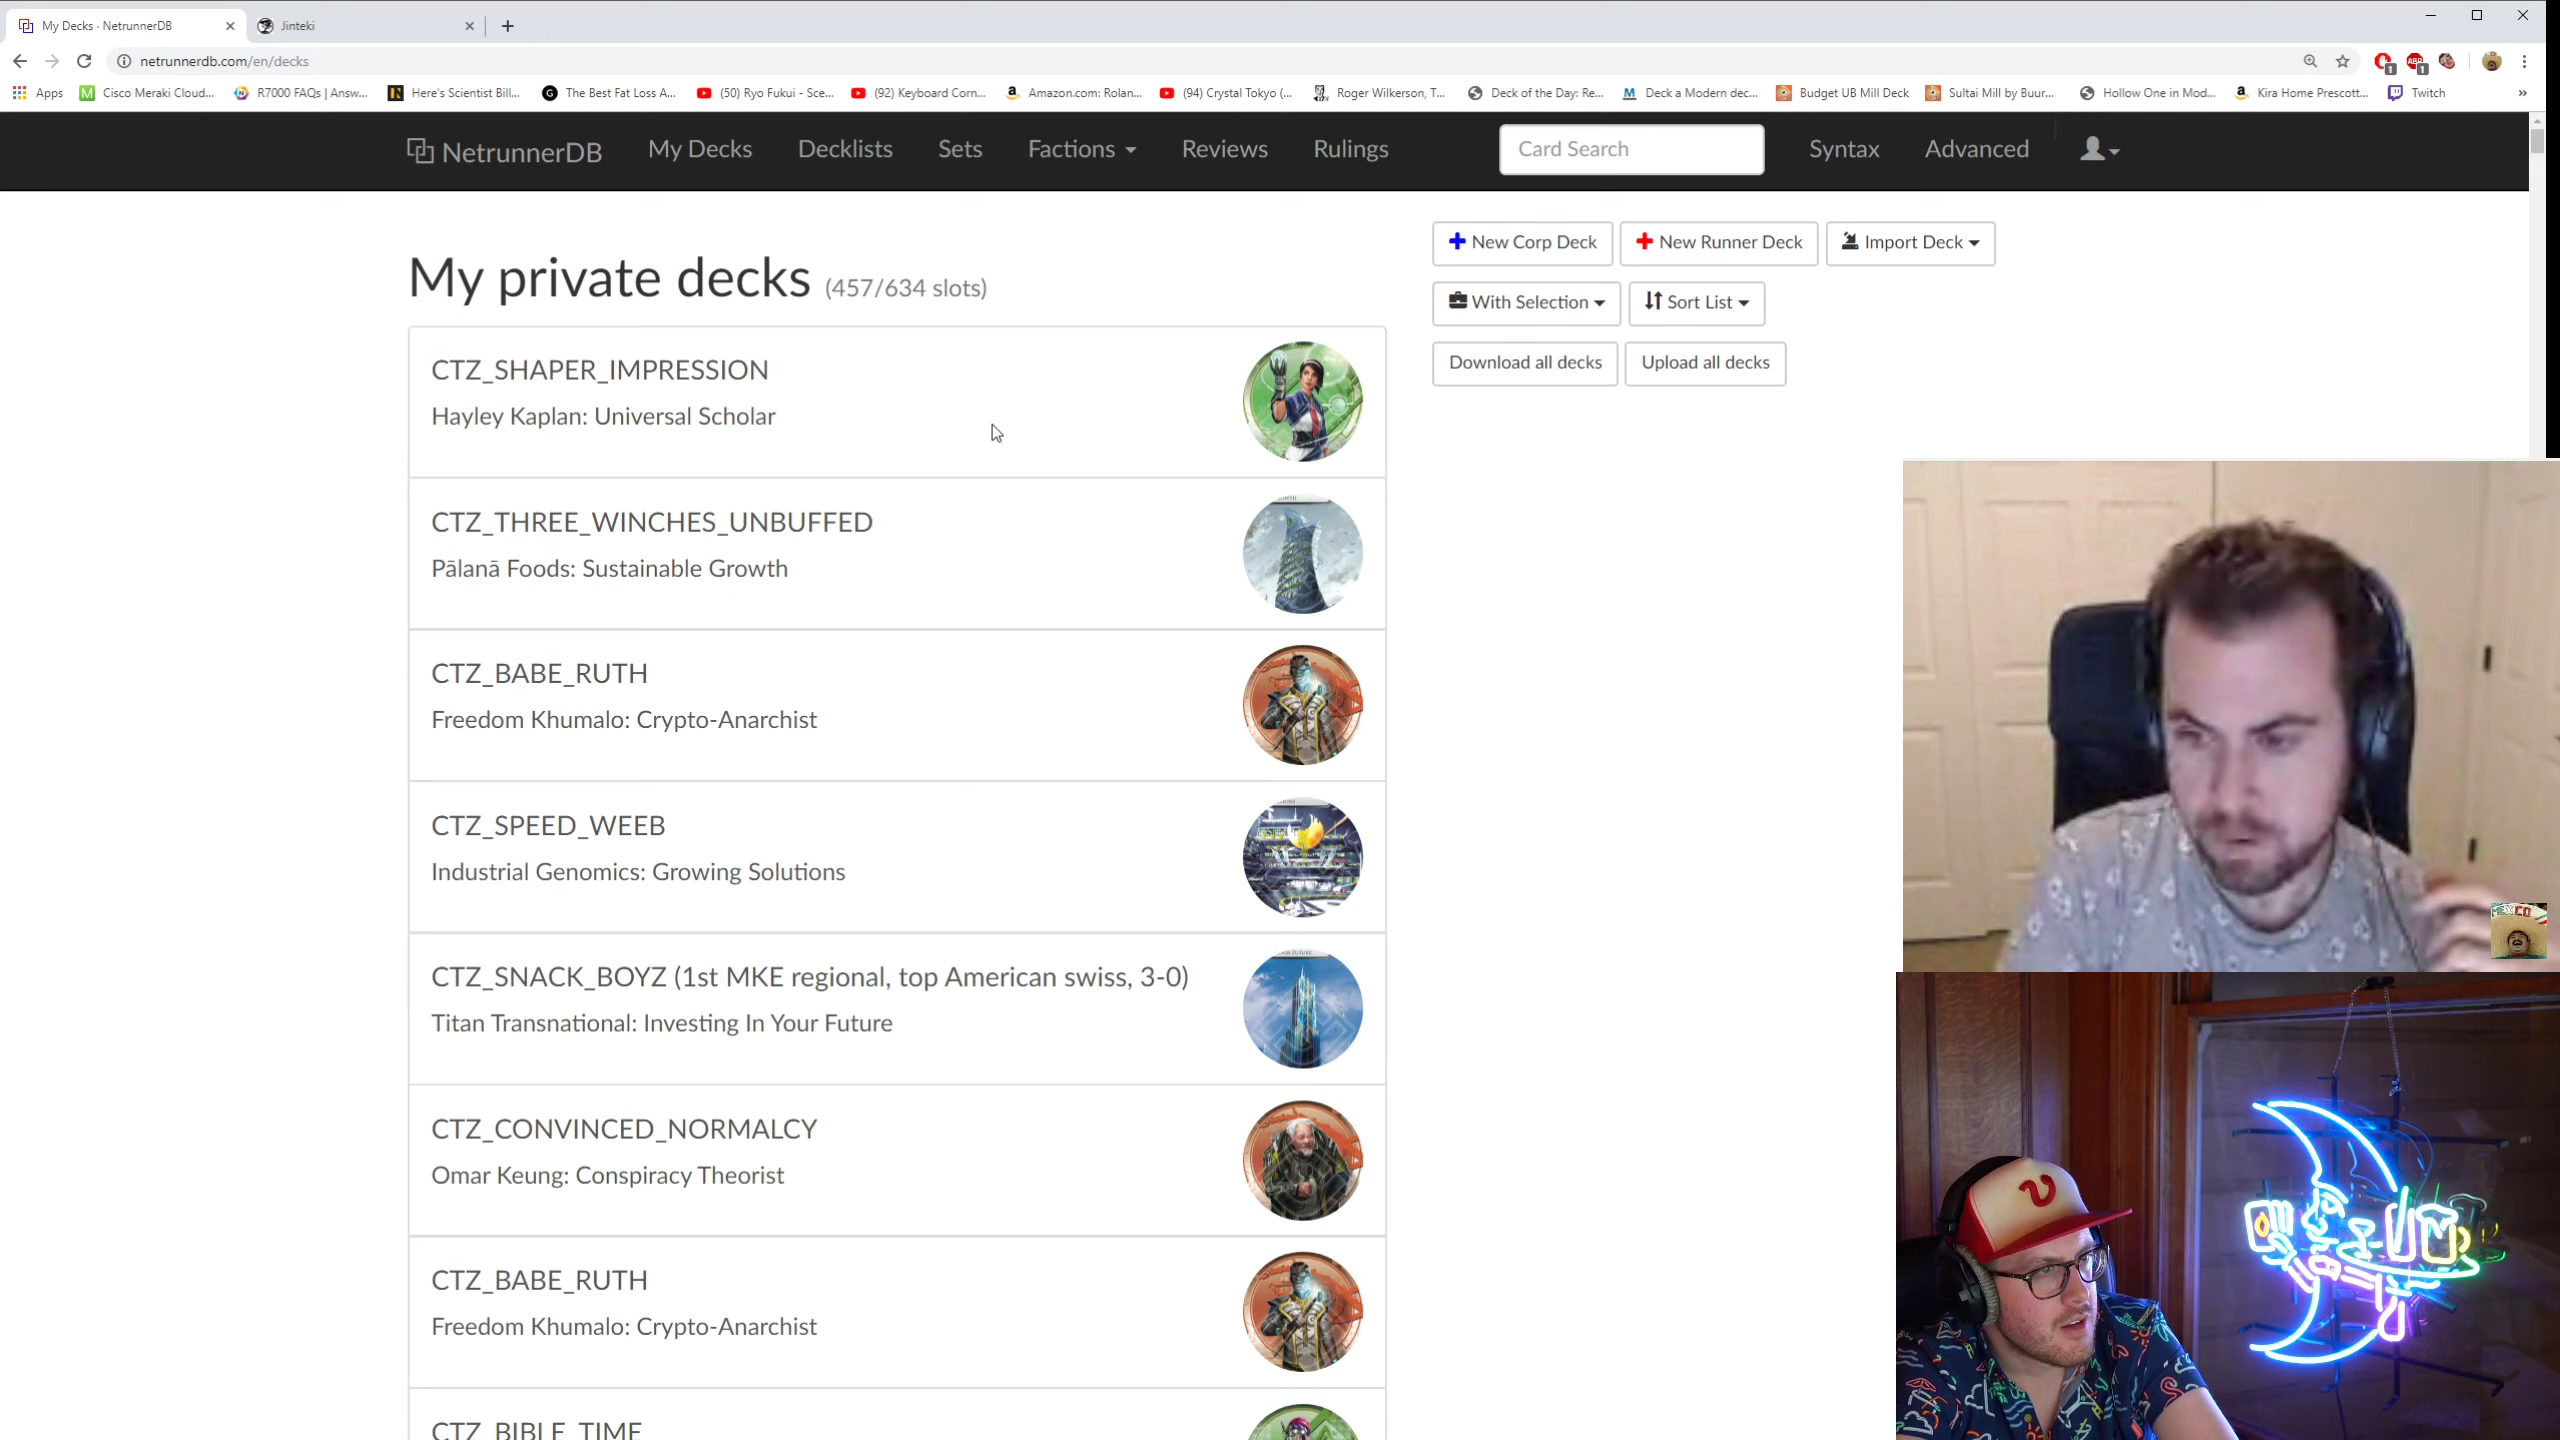 My Decks · NetrunnerDB
Jinteki
netrunnerdb.com/en/decks
Apps
Cisco Meraki Cloud...
R7000 FAQs | Answ...
Here's Scientist Bill...
The Best Fat Loss A...
(50) Ryo Fukui - Sce...
(92) Keyboard Corn...
Amazon.com: Rolan...
(94) Crystal Tokyo (...
Roger Wilkerson, T...
Deck of the Day: Re...
Deck a Modern dec...
Budget UB Mill Deck
Sultai Mill by Buur...
Hollow One in Mod...
Kira Home Prescott...
Twitch
NetrunnerDB
My Decks
Decklists
Sets
Factions
Reviews
Rulings
Card Search
Syntax
Advanced
My private decks (457/634 slots)
New Corp Deck
New Runner Deck
Import Deck
With Selection
Sort List
Download all decks
Upload all decks
CTZ_SHAPER_IMPRESSION
Hayley Kaplan: Universal Scholar
CTZ_THREE_WINCHES_UNBUFFED
Pālanā Foods: Sustainable Growth
CTZ_BABE_RUTH
Freedom Khumalo: Crypto-Anarchist
CTZ_SPEED_WEEB
Industrial Genomics: Growing Solutions
CTZ_SNACK_BOYZ (1st MKE regional, top American swiss, 3-0)
Titan Transnational: Investing In Your Future
CTZ_CONVINCED_NORMALCY
Omar Keung: Conspiracy Theorist
CTZ_BABE_RUTH
Freedom Khumalo: Crypto-Anarchist
CTZ_BIBLE_TIME
MEXICO